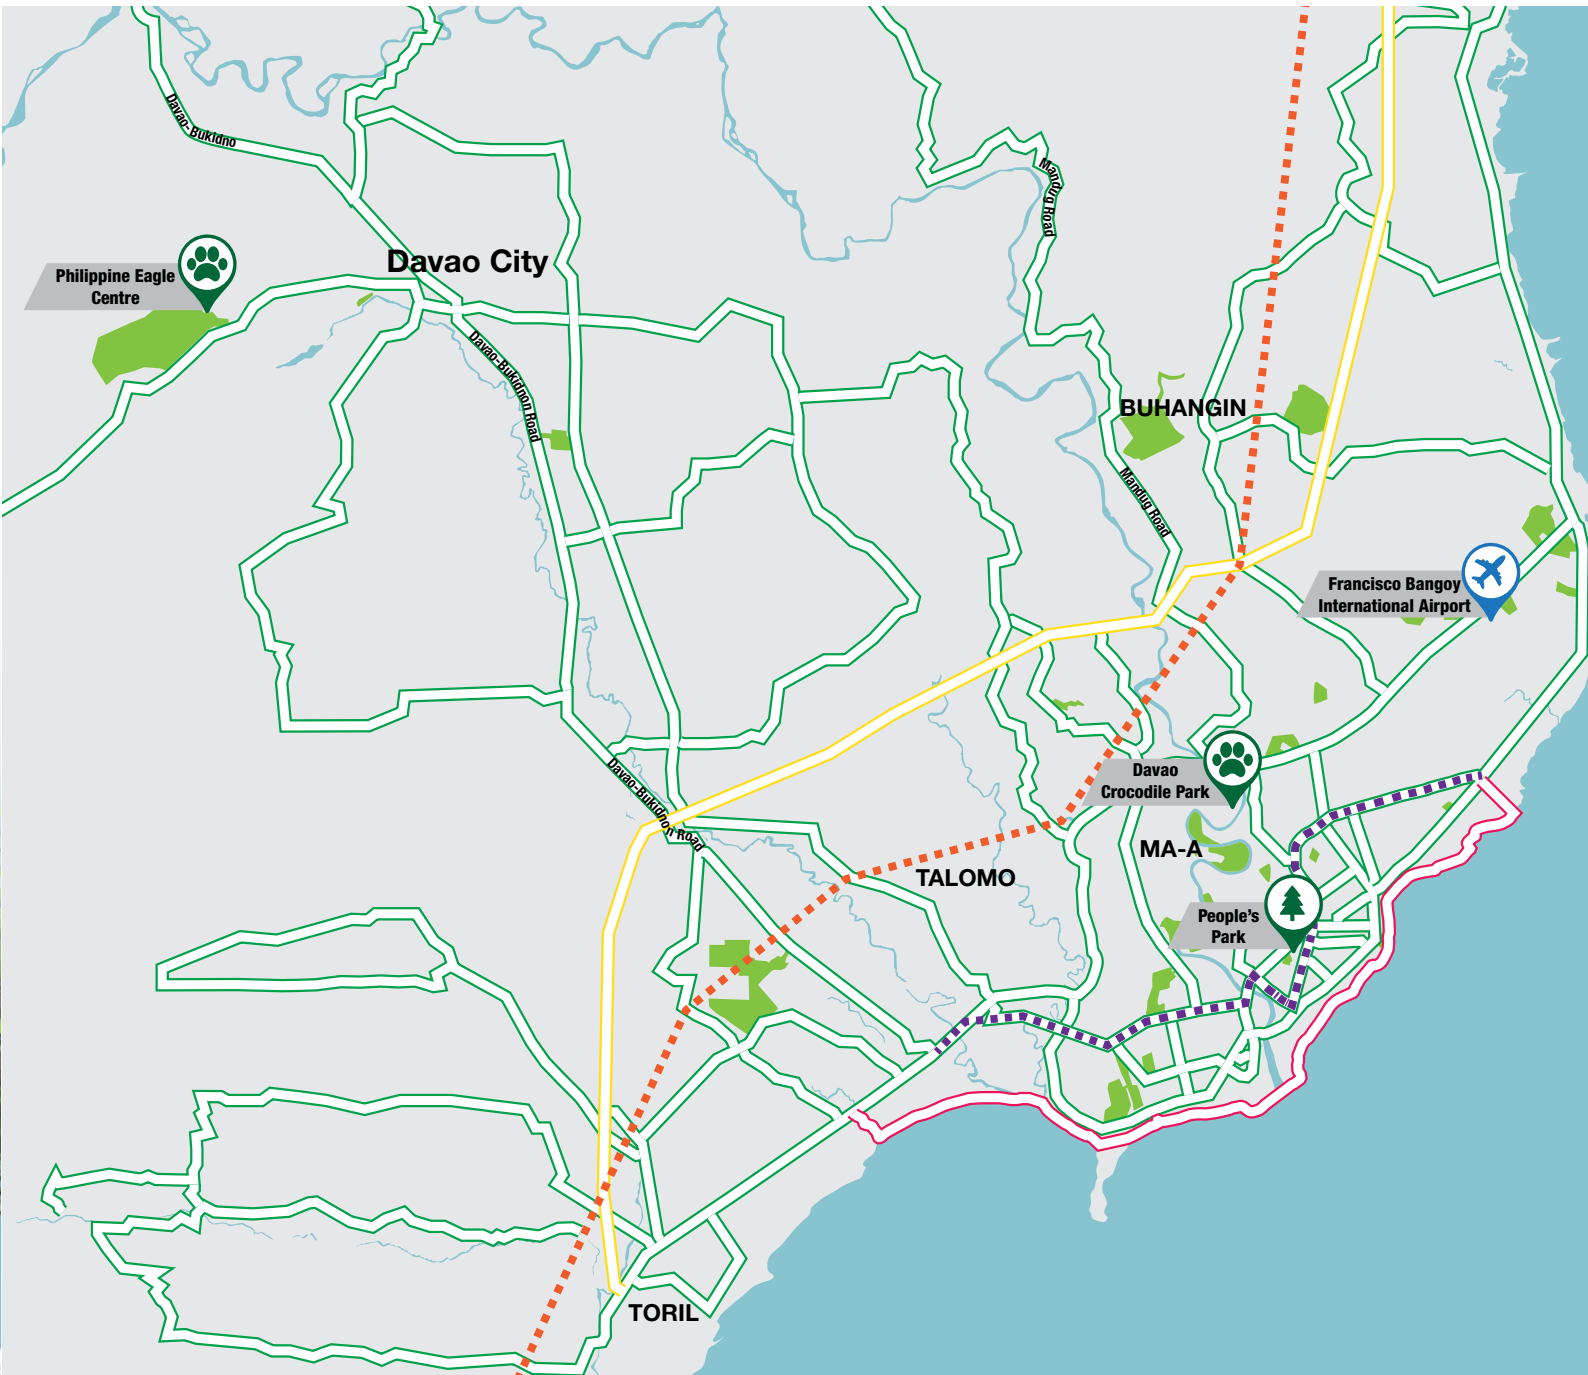 Davao-Bukidno
Mandug Road
Davao City
Philippine Eagle
Centre
Davao-Bukidnon Road
BUHANGIN
Mandug Road
Francisco Bangoy
International Airport
Davao-Bukidnon Road
Davao
Crocodile Park
MA-A
TALOMO
People's
Park
TORIL